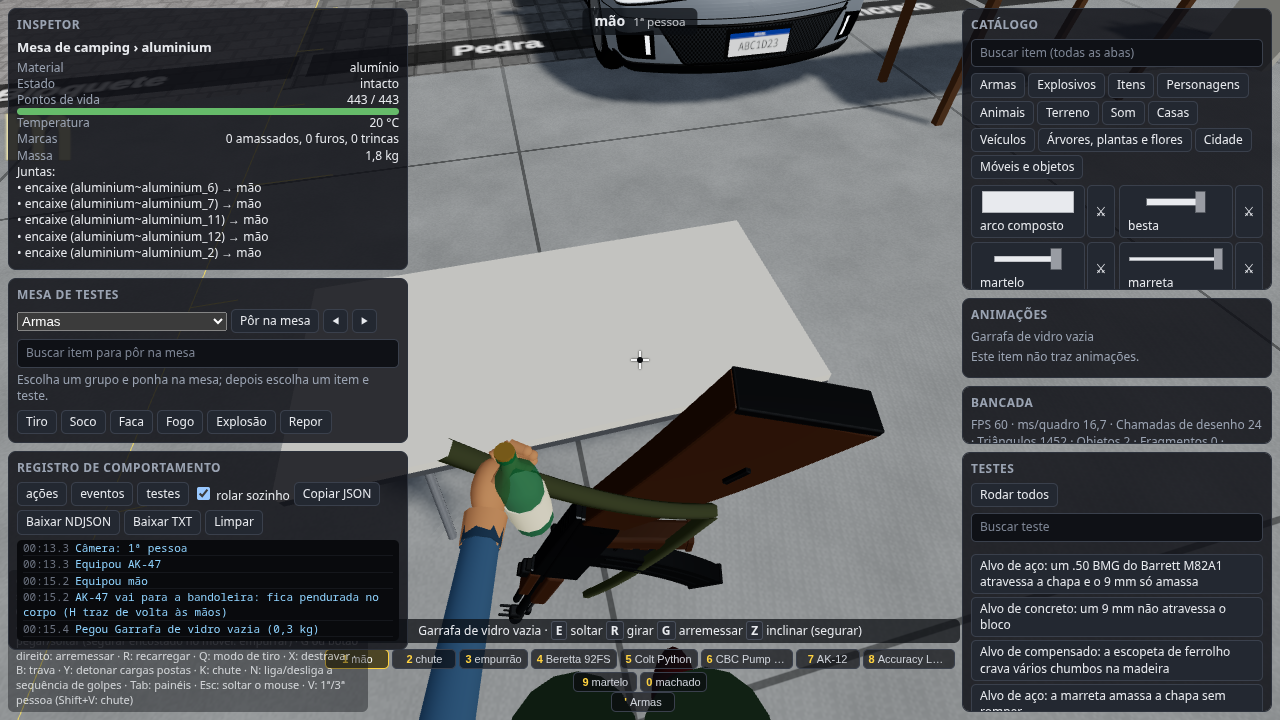 INSPETOR
Mesa de camping › aluminium
Material alumínio
Estado intacto
Pontos de vida 443 / 443
Temperatura 20 °C
Marcas 0 amassados, 0 furos, 0 trincas
Massa 1,8 kg
Juntas:
• encaixe (aluminium~aluminium_6) → mão
• encaixe (aluminium~aluminium_7) → mão
• encaixe (aluminium~aluminium_11) → mão
• encaixe (aluminium~aluminium_12) → mão
• encaixe (aluminium~aluminium_2) → mão
MESA DE TESTES
Armas Pôr na mesa ◄ ►
Buscar item para pôr na mesa
Escolha um grupo e ponha na mesa; depois escolha um item e
teste.
Tiro Soco Faca Fogo Explosão Repor
REGISTRO DE COMPORTAMENTO
ações eventos testes rolar sozinho Copiar JSON
Baixar NDJSON Baixar TXT Limpar
00:13.3 Câmera: 1ª pessoa
00:13.3 Equipou AK-47
00:15.2 Equipou mão
00:15.2 AK-47 vai para a bandoleira: fica pendurada no
corpo (H traz de volta às mãos)
00:15.4 Pegou Garrafa de vidro vazia (0,3 kg)
direito: arremessar · R: recarregar · Q: modo de tiro · X: destravar
B: trava · Y: detonar cargas postas · K: chute · N: liga/desliga a
sequência de golpes · Tab: painéis · Esc: soltar o mouse · V: 1ª/3ª
pessoa (Shift+V: chute)
mão 1ª pessoa
Pedra
ABC1D23
Garrafa de vidro vazia · E soltar R girar G arremessar Z inclinar (segurar)
1 mão 2 chute 3 empurrão 4 Beretta 92FS 5 Colt Python 6 CBC Pump … 7 AK-12 8 Accuracy L…
9 martelo 0 machado
' Armas
CATÁLOGO
Buscar item (todas as abas)
Armas Explosivos Itens Personagens
Animais Terreno Som Casas
Veículos Árvores, plantas e flores Cidade
Móveis e objetos
arco composto ⚔ besta ⚔
martelo ⚔ marreta ⚔
ANIMAÇÕES
Garrafa de vidro vazia
Este item não traz animações.
BANCADA
FPS 60 · ms/quadro 16,7 · Chamadas de desenho 24
· Triângulos 1452 · Objetos 2 · Fragmentos 0 ·
TESTES
Rodar todos
Buscar teste
Alvo de aço: um .50 BMG do Barrett M82A1
atravessa a chapa e o 9 mm só amassa
Alvo de concreto: um 9 mm não atravessa o
bloco
Alvo de compensado: a escopeta de ferrolho
crava vários chumbos na madeira
Alvo de aço: a marreta amassa a chapa sem
romper